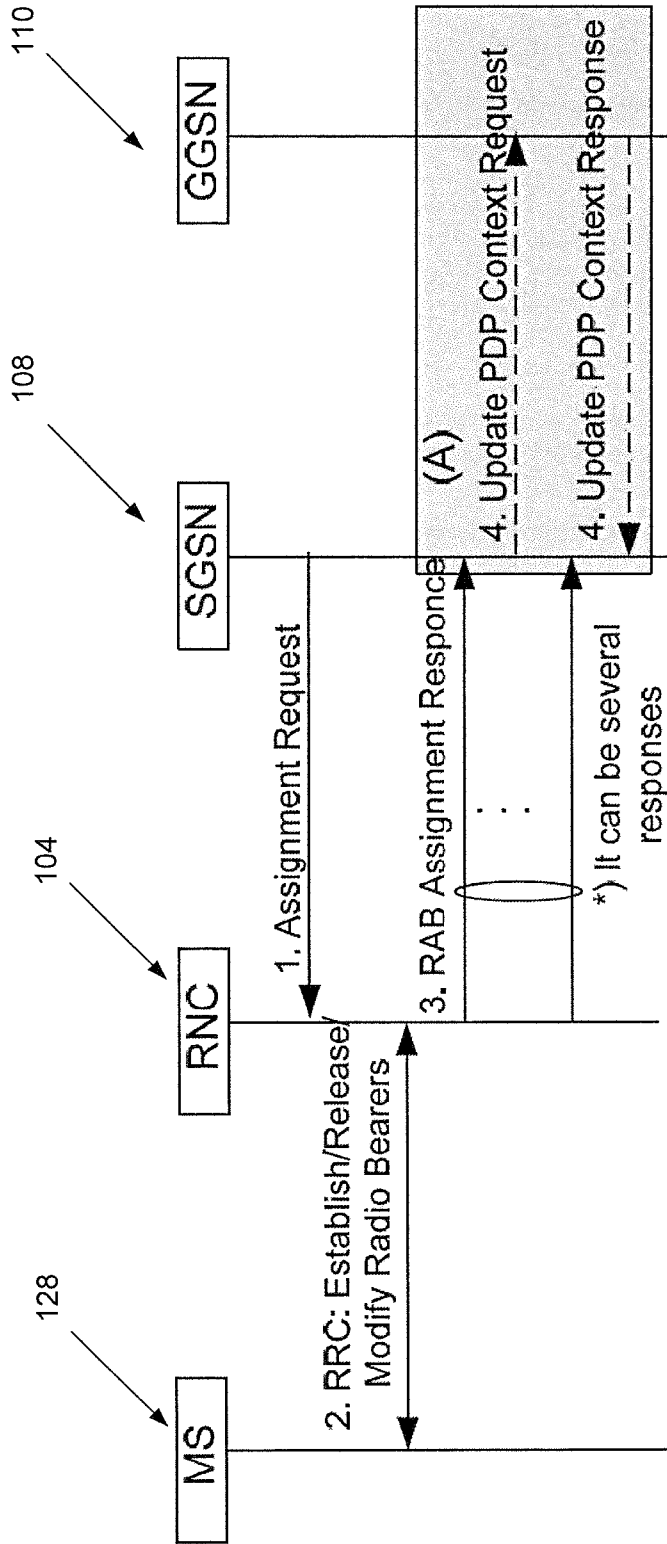 128
104
108
110
MS
RNC
SGSN
GGSN
1. Assignment Request
2. RRC: Establish/Release/
Modify Radio Bearers
3. RAB Assignment Responce
(A)
4. Update PDP Context Request
. . .
4. Update PDP Context Response
*) It can be several
responses